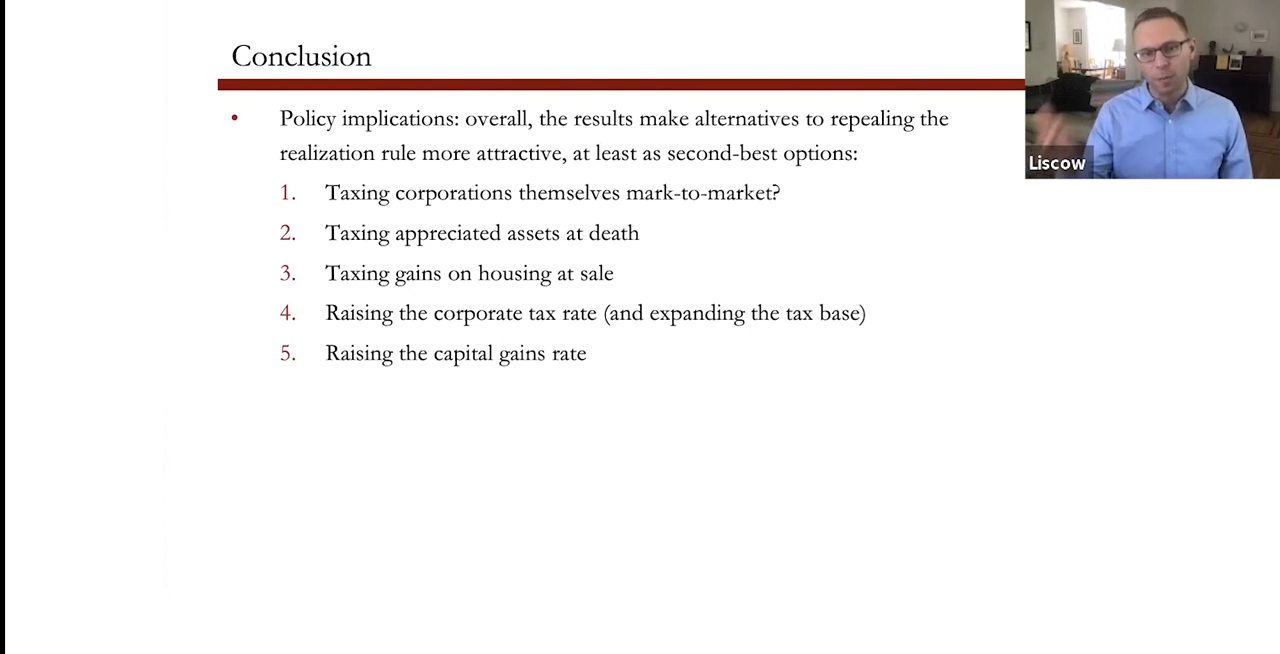 Conclusion
• Policy implications: overall, the results make alternatives to repealing the
realization rule more attractive, at least as second-best options:
1. Taxing corporations themselves mark-to-market?
2. Taxing appreciated assets at death
3. Taxing gains on housing at sale
4. Raising the corporate tax rate (and expanding the tax base)
5. Raising the capital gains rate
Liscow